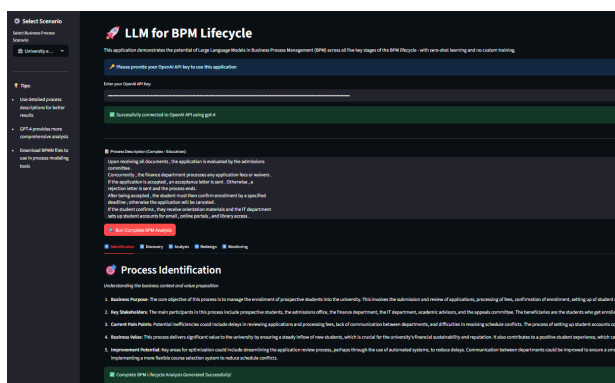 Select Scenario
Select Business Process
Scenario
University e...
Tips:
Use detailed process
descriptions for better
results
GPT-4 provides more
comprehensive analysis
Download BPMN files to
use in process modeling
tools
🚀 LLM for BPM Lifecycle
This application demonstrates the potential of Large Language Models in Business Process Management (BPM) across all five key stages of the BPM lifecycle - with zero-shot learning and no custom training.
Please provide your OpenAI API key to use this application
Enter your OpenAI API Key:
Successfully connected to OpenAI API using gpt-4
Process Description (Complex - Education):
Upon receiving all documents , the application is evaluated by the admissions
committee .
Concurrently , the finance department processes any application fees or waivers .
If the application is accepted , an acceptance letter is sent . Otherwise , a
rejection letter is sent and the process ends .
After being accepted , the student must then confirm enrollment by a specified
deadline ; otherwise the application will be canceled .
If the student confirms , they receive orientation materials and the IT department
sets up student accounts for email , online portals , and library access .
Run Complete BPM Analysis
Identification Discovery Analysis Redesign Monitoring
Process Identification
Understanding the business context and value proposition
1. Business Purpose: The core objective of this process is to manage the enrollment of prospective students into the university. This involves the submission and review of applications, processing of fees, confirmation of enrollment, setting up of student
2. Key Stakeholders: The main participants in this process include prospective students, the admissions office, the finance department, the IT department, academic advisors, and the appeals committee. The beneficiaries are the students who get
3. Current Pain Points: Potential inefficiencies could include delays in reviewing applications and processing fees, lack of communication between departments, and difficulties in resolving schedule conflicts. The process of setting up student
4. Business Value: This process delivers significant value to the university by ensuring a steady inflow of new students, which is crucial for the university's financial sustainability and reputation. It also contributes to a positive student experience, which
5. Improvement Potential: Key areas for optimisation could include streamlining the application review process, perhaps through the use of automated systems, to reduce delays. Communication between departments could be improved to ensure a
implementing a more flexible course selection system to reduce schedule conflicts.
Complete BPM Lifecycle Analysis Generated Successfully!